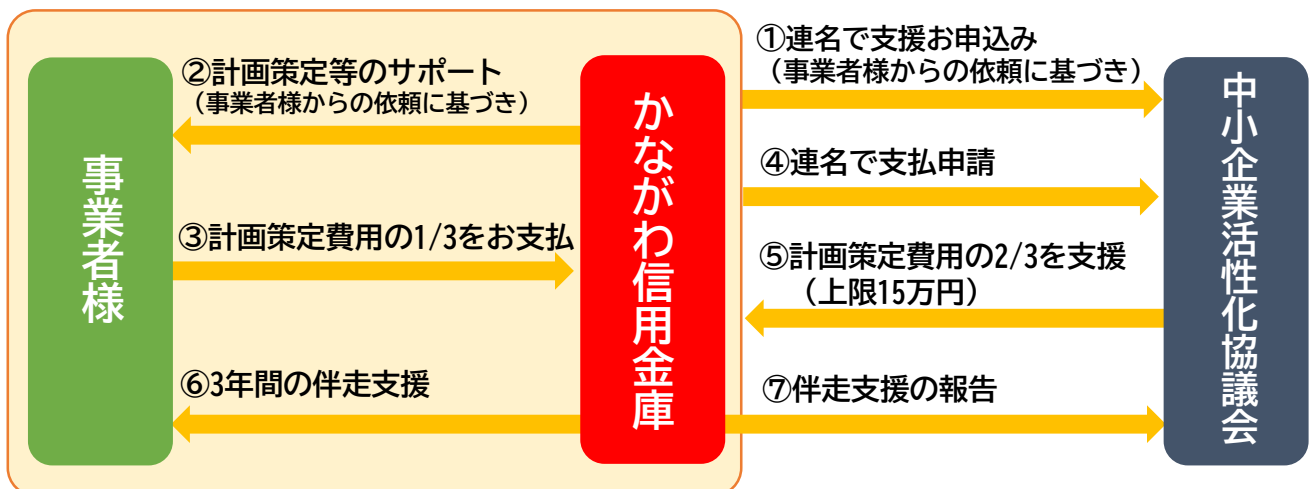 ①連名で支援お申込み
（事業者様からの依頼に基づき）
②計画策定等のサポート
（事業者様からの依頼に基づき）
事業者様
かながわ信用金庫
中小企業活性化協議会
④連名で支払申請
③計画策定費用の1/3をお支払
⑤計画策定費用の2/3を支援
（上限15万円）
⑥3年間の伴走支援
⑦伴走支援の報告